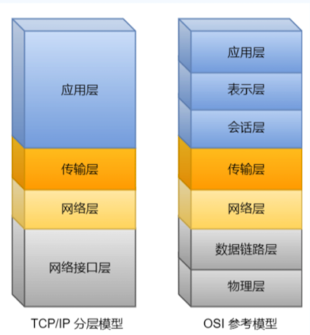 应用层
传输层
网络层
网络接口层
TCP/IP 分层模型
应用层
表示层
会话层
传输层
网络层
数据链路层
物理层
OSI 参考模型